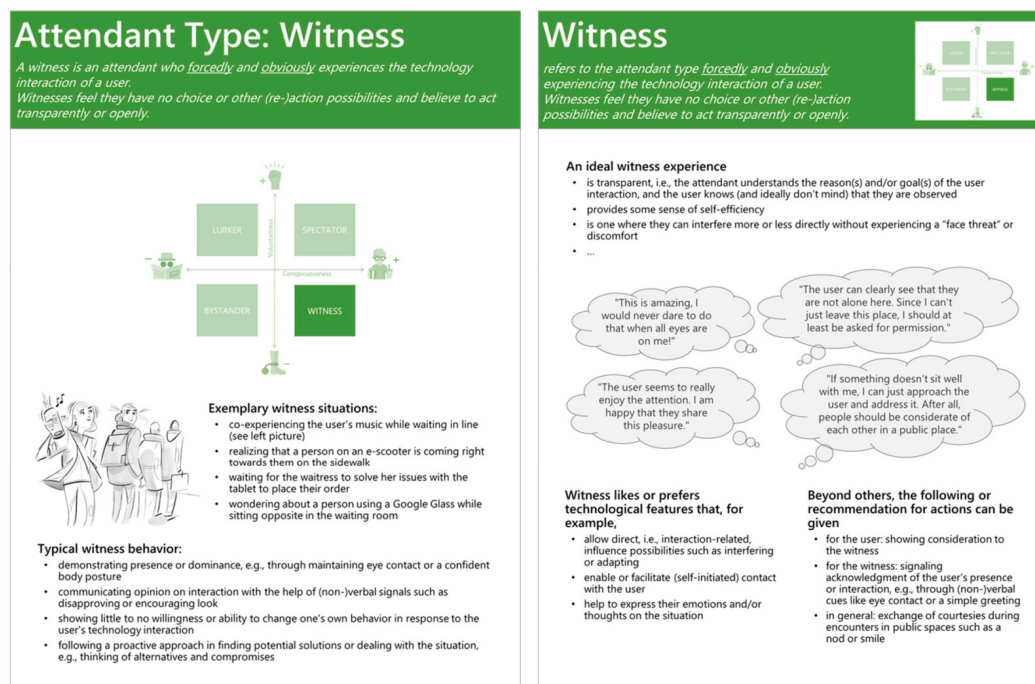 Attendant Type: Witness
A witness is an attendant who forcedly and obviously experiences the technology
interaction of a user.
Witnesses feel they have no choice or other (re-)action possibilities and believe to act
transparently or openly.
+
LURKER
SPECTATOR
Voluntariness
-
+
Conspicuousness
BYSTANDER
WITNESS
-
Exemplary witness situations:
• co-experiencing the user's music while waiting in line
(see left picture)
• realizing that a person on an e-scooter is coming right
towards them on the sidewalk
• waiting for the waitress to solve her issues with the
tablet to place their order
• wondering about a person using a Google Glass while
sitting opposite in the waiting room
Typical witness behavior:
• demonstrating presence or dominance, e.g., through maintaining eye contact or a confident
body posture
• communicating opinion on interaction with the help of (non-)verbal signals such as
disapproving or encouraging look
• showing little to no willingness or ability to change one's own behavior in response to the
user's technology interaction
• following a proactive approach in finding potential solutions or dealing with the situation,
e.g., thinking of alternatives and compromises
Witness
refers to the attendant type forcedly and obviously
experiencing the technology interaction of a user.
Witnesses feel they have no choice or other (re-)action
possibilities and believe to act transparently or openly.
LURKER
SPECTATOR
BYSTANDER
WITNESS
An ideal witness experience
• is transparent, i.e., the attendant understands the reason(s) and/or goal(s) of the user
interaction, and the user knows (and ideally don't mind) that they are observed
• provides some sense of self-efficiency
• is one where they can interfere more or less directly without experiencing a "face threat" or
discomfort
• ...
"This is amazing, I
would never dare to do
that when all eyes are
on me!"
"The user can clearly see that they
are not alone here. Since I can't
just leave this place, I should at
least be asked for permission."
"The user seems to really
enjoy the attention. I am
happy that they share
this pleasure."
"If something doesn't sit well
with me, I can just approach the
user and address it. After all,
people should be considerate of
each other in a public place."
Witness likes or prefers
technological features that, for
example,
• allow direct, i.e., interaction-related,
influence possibilities such as interfering
or adapting
• enable or facilitate (self-initiated) contact
with the user
• help to express their emotions and/or
thoughts on the situation
Beyond others, the following or
recommendation for actions can be
given
• for the user: showing consideration to
the witness
• for the witness: signaling
acknowledgment of the user's presence
or interaction, e.g., through (non-)verbal
cues like eye contact or a simple greeting
• in general: exchange of courtesies during
encounters in public spaces such as a
nod or smile